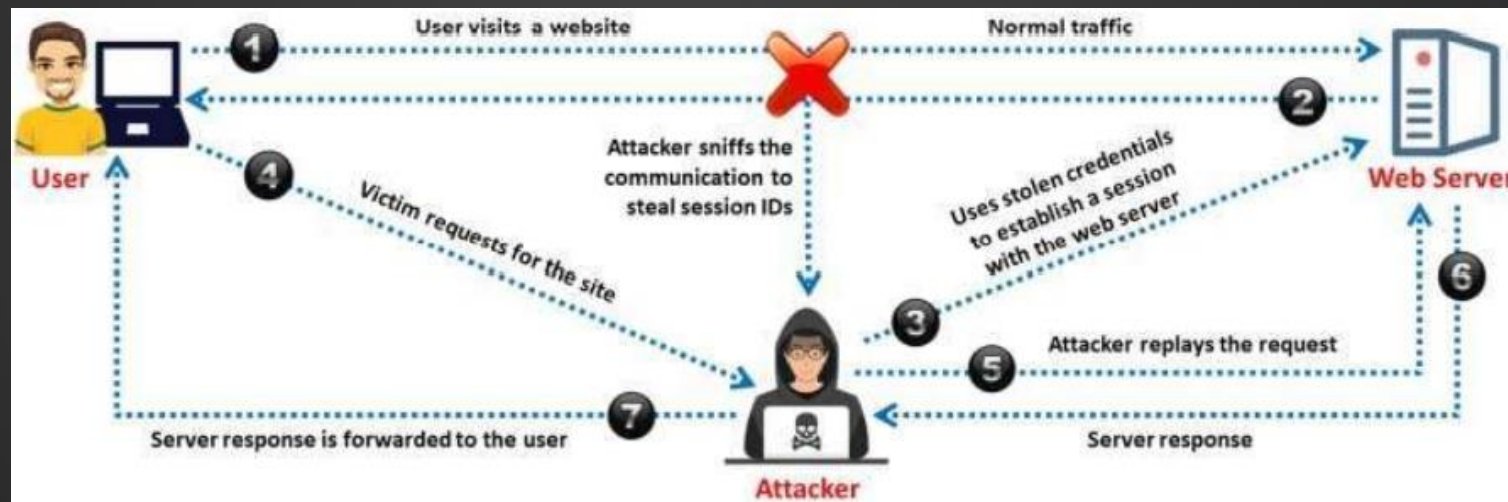 User visits a website
Normal traffic
1
2
User
Web Server
Attacker sniffs the
communication to
steal session IDs
Uses stolen credentials
to establish a session
with the web server
4
Victim requests for the site
3
6
5
Attacker replays the request
7
Server response is forwarded to the user
Server response
Attacker